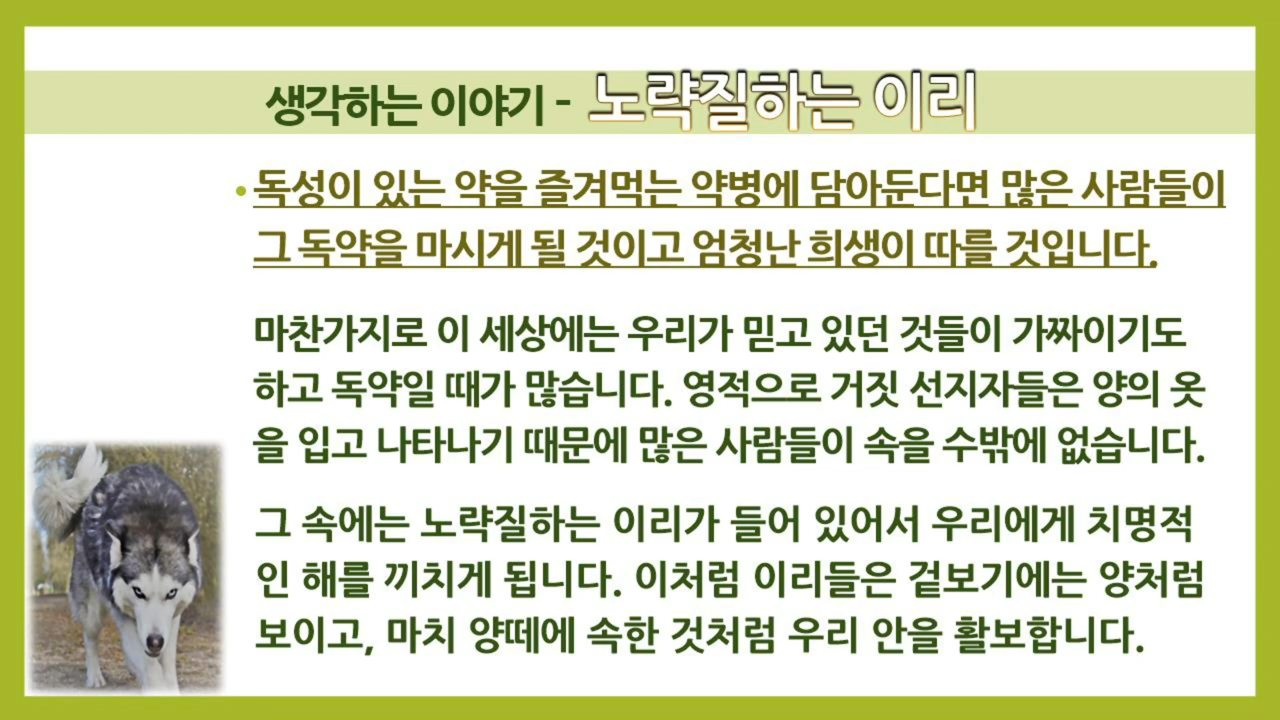 생각하는 이야기 - 노략질하는 이리
• 독성이 있는 약을 즐겨먹는 약병에 담아둔다면 많은 사람들이
그 독약을 마시게 될 것이고 엄청난 희생이 따를 것입니다.
마찬가지로 이 세상에는 우리가 믿고 있던 것들이 가짜이기도
하고 독약일 때가 많습니다. 영적으로 거짓 선지자들은 양의 옷
을 입고 나타나기 때문에 많은 사람들이 속을 수밖에 없습니다.
그 속에는 노략질하는 이리가 들어 있어서 우리에게 치명적
인 해를 끼치게 됩니다. 이처럼 이리들은 겉보기에는 양처럼
보이고, 마치 양떼에 속한 것처럼 우리 안을 활보합니다.